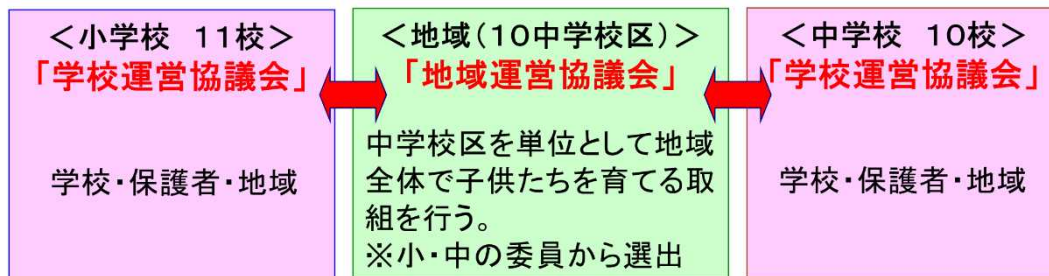 ＜小学校　11校＞
「学校運営協議会」
学校・保護者・地域
＜地域（10中学校区）＞
「地域運営協議会」
中学校区を単位として地域
全体で子供たちを育てる取
組を行う。
※小・中の委員から選出
＜中学校　10校＞
「学校運営協議会」
学校・保護者・地域